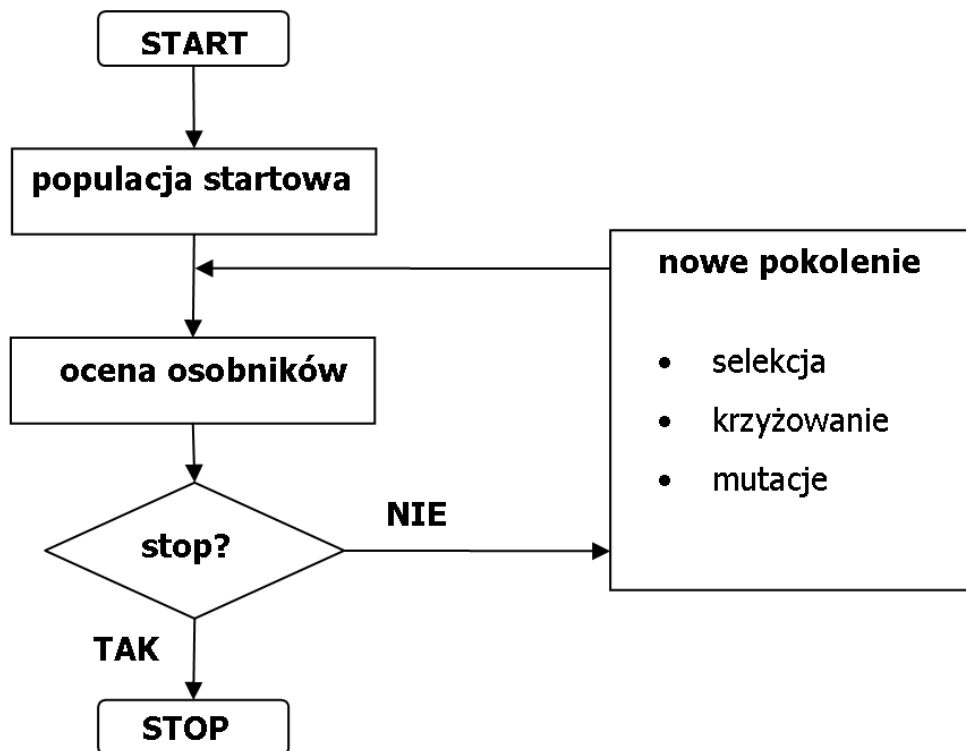 START
populacja startowa
ocena osobników
stop?
NIE
TAK
STOP
nowe pokolenie
• selekcja
• krzyżowanie
• mutacje